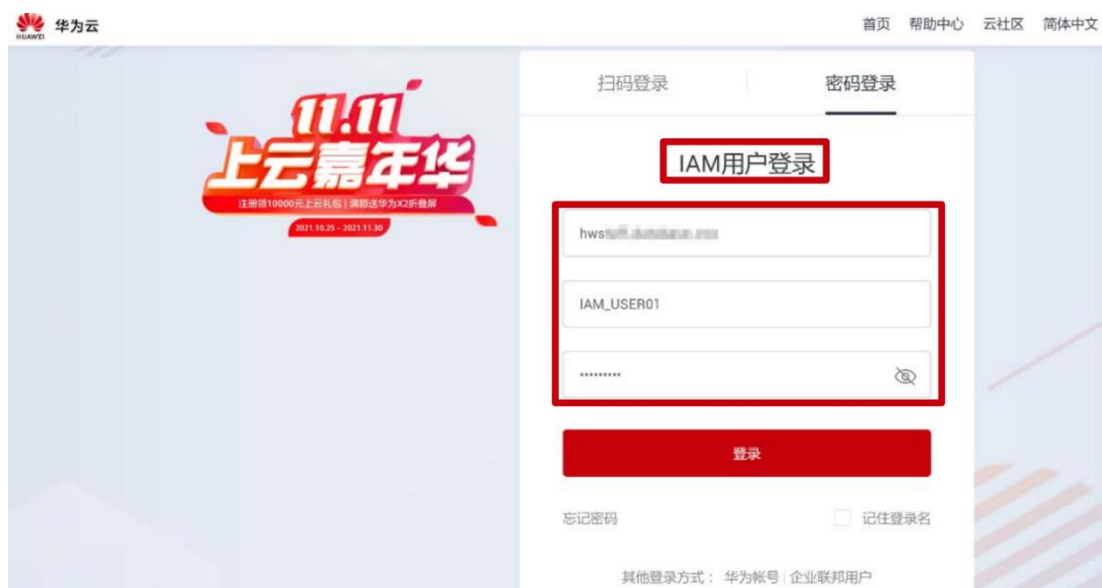 HUAWEI
华为云
首页 帮助中心 云社区 简体中文
扫码登录 密码登录
11.11
上云嘉年华
注册领10000元上云礼包 | 满额送华为X2折叠屏
2021.10.25 - 2021.11.30
IAM用户登录
hws
IAM_USER01
•••••••••
登录
忘记密码 记住登录名
其他登录方式： 华为帐号 | 企业联邦用户